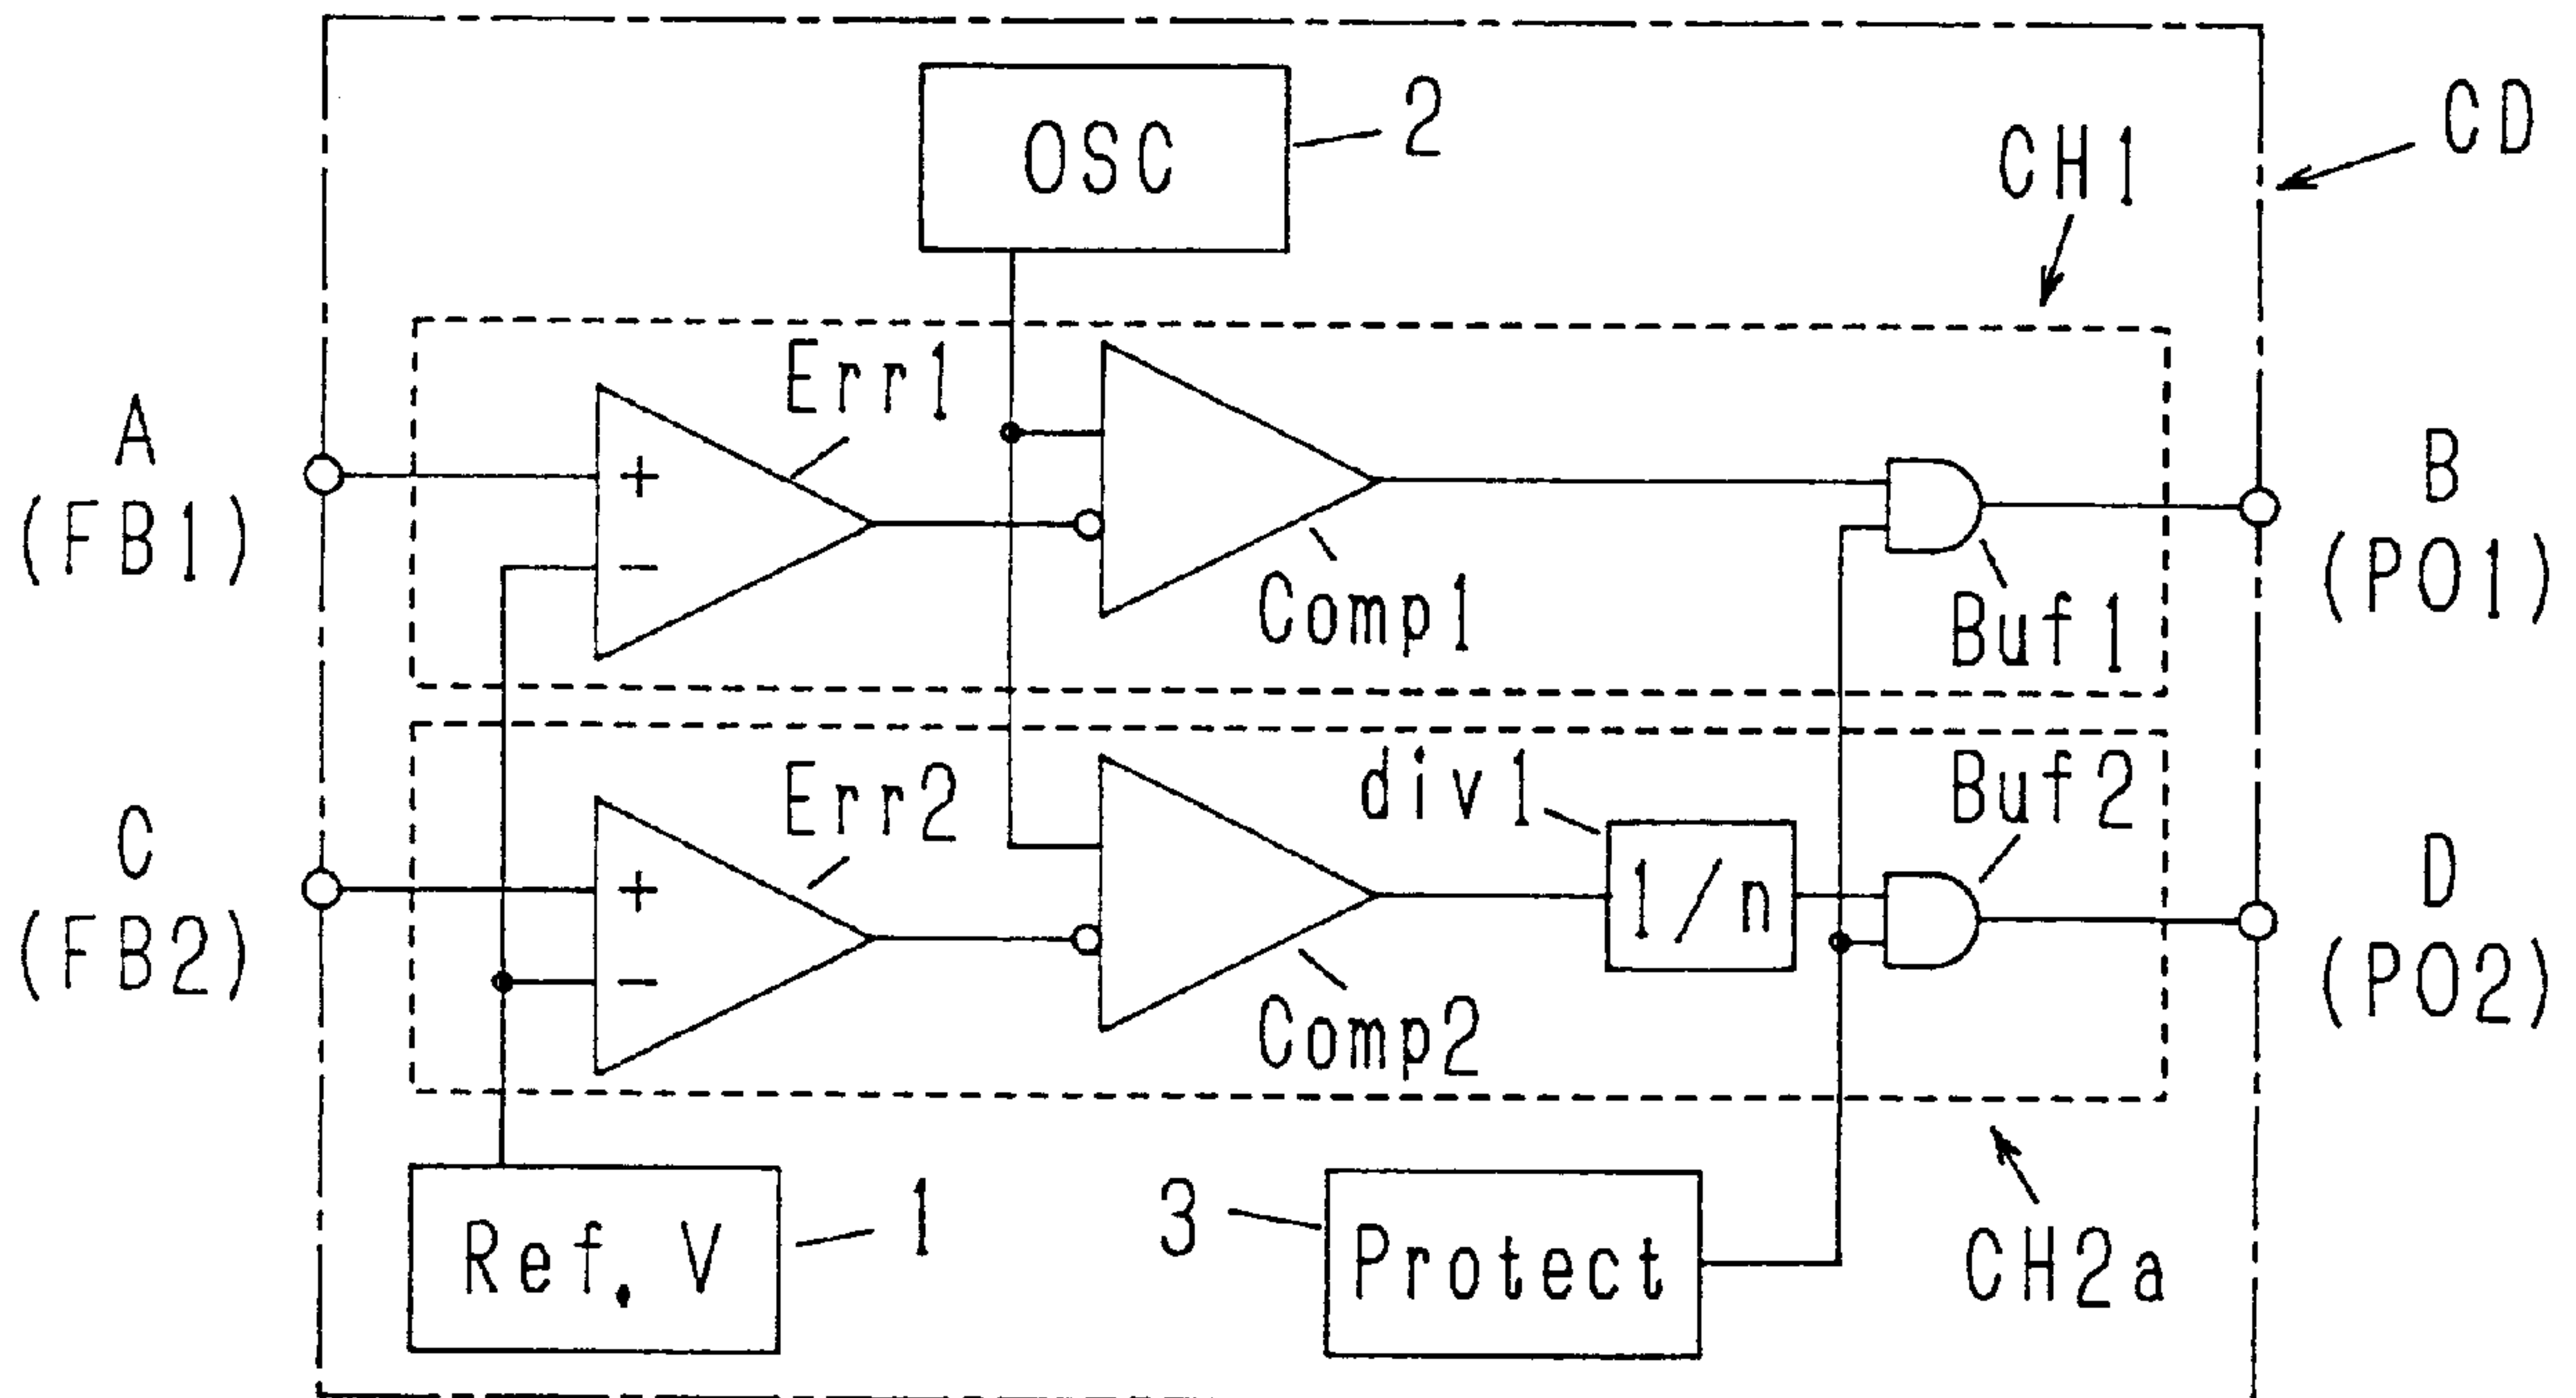 OSC
2
CD
CH1
A
(FB1)
Err1
+
−
Comp1
Buf1
B
(PO1)
C
(FB2)
Err2
+
−
Comp2
div1
1/n
Buf2
D
(PO2)
Ref. V
1
3
Protect
CH2a